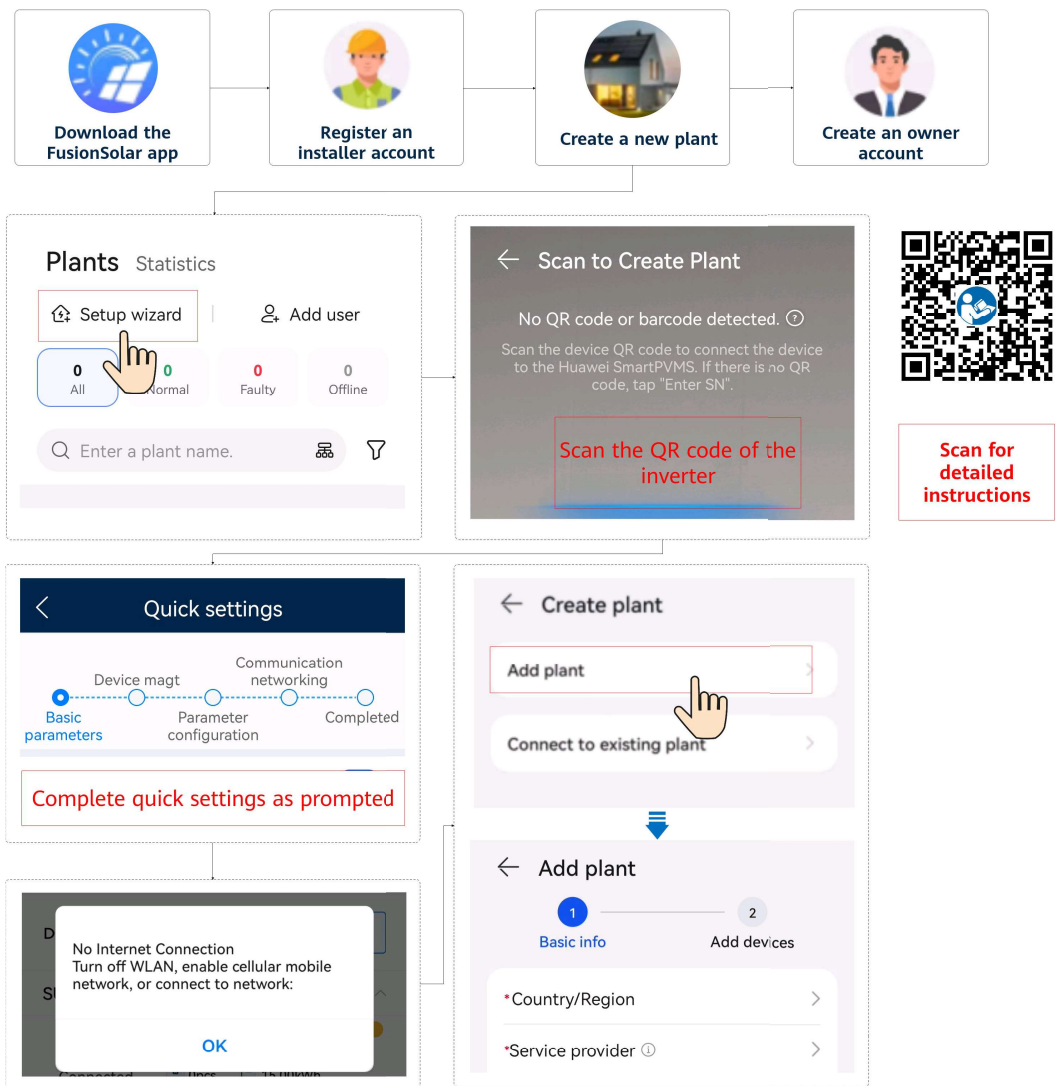 Download the
FusionSolar app
Register an
installer account
Create a new plant
Create an owner
account
Plants Statistics
Setup wizard
Add user
0
All
0
Normal
0
Faulty
0
Offline
Enter a plant name.
Scan to Create Plant
No QR code or barcode detected.
Scan the device QR code to connect the device
to the Huawei SmartPVMS. If there is no QR
code, tap "Enter SN".
Scan the QR code of the
inverter
Scan for
detailed
instructions
Quick settings
Communication
Device magt networking
Basic Parameter Completed
parameters configuration
Complete quick settings as prompted
Create plant
Add plant
Connect to existing plant
No Internet Connection
Turn off WLAN, enable cellular mobile
network, or connect to network:
OK
Add plant
1 2
Basic info Add devices
*Country/Region
*Service provider